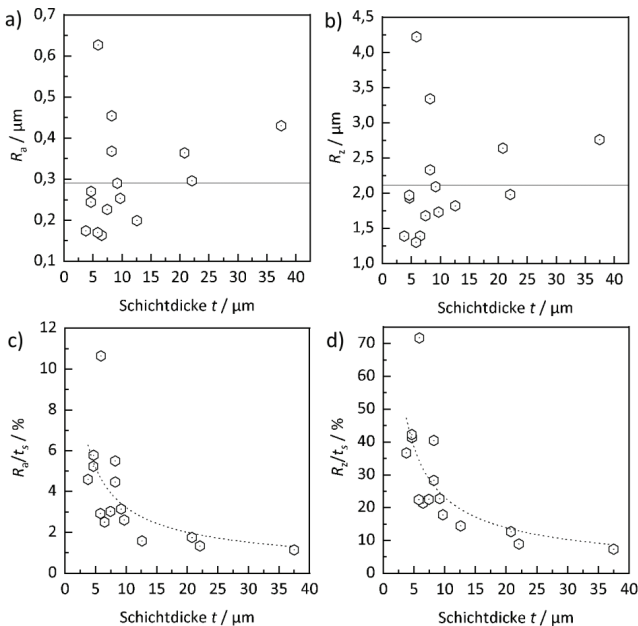 a)
0,7
0,6
0,5
0,4
0,3
0,2
0,1
Rₐ / µm
0 5 10 15 20 25 30 35 40
Schichtdicke t / µm
b)
4,5
4,0
3,5
3,0
2,5
2,0
1,5
1,0
R_z / µm
0 5 10 15 20 25 30 35 40
Schichtdicke t / µm
c)
12
10
8
6
4
2
0
Rₐ/tₛ / %
0 5 10 15 20 25 30 35 40
Schichtdicke t / µm
d)
70
60
50
40
30
20
10
0
R_z/tₛ / %
0 5 10 15 20 25 30 35 40
Schichtdicke t / µm